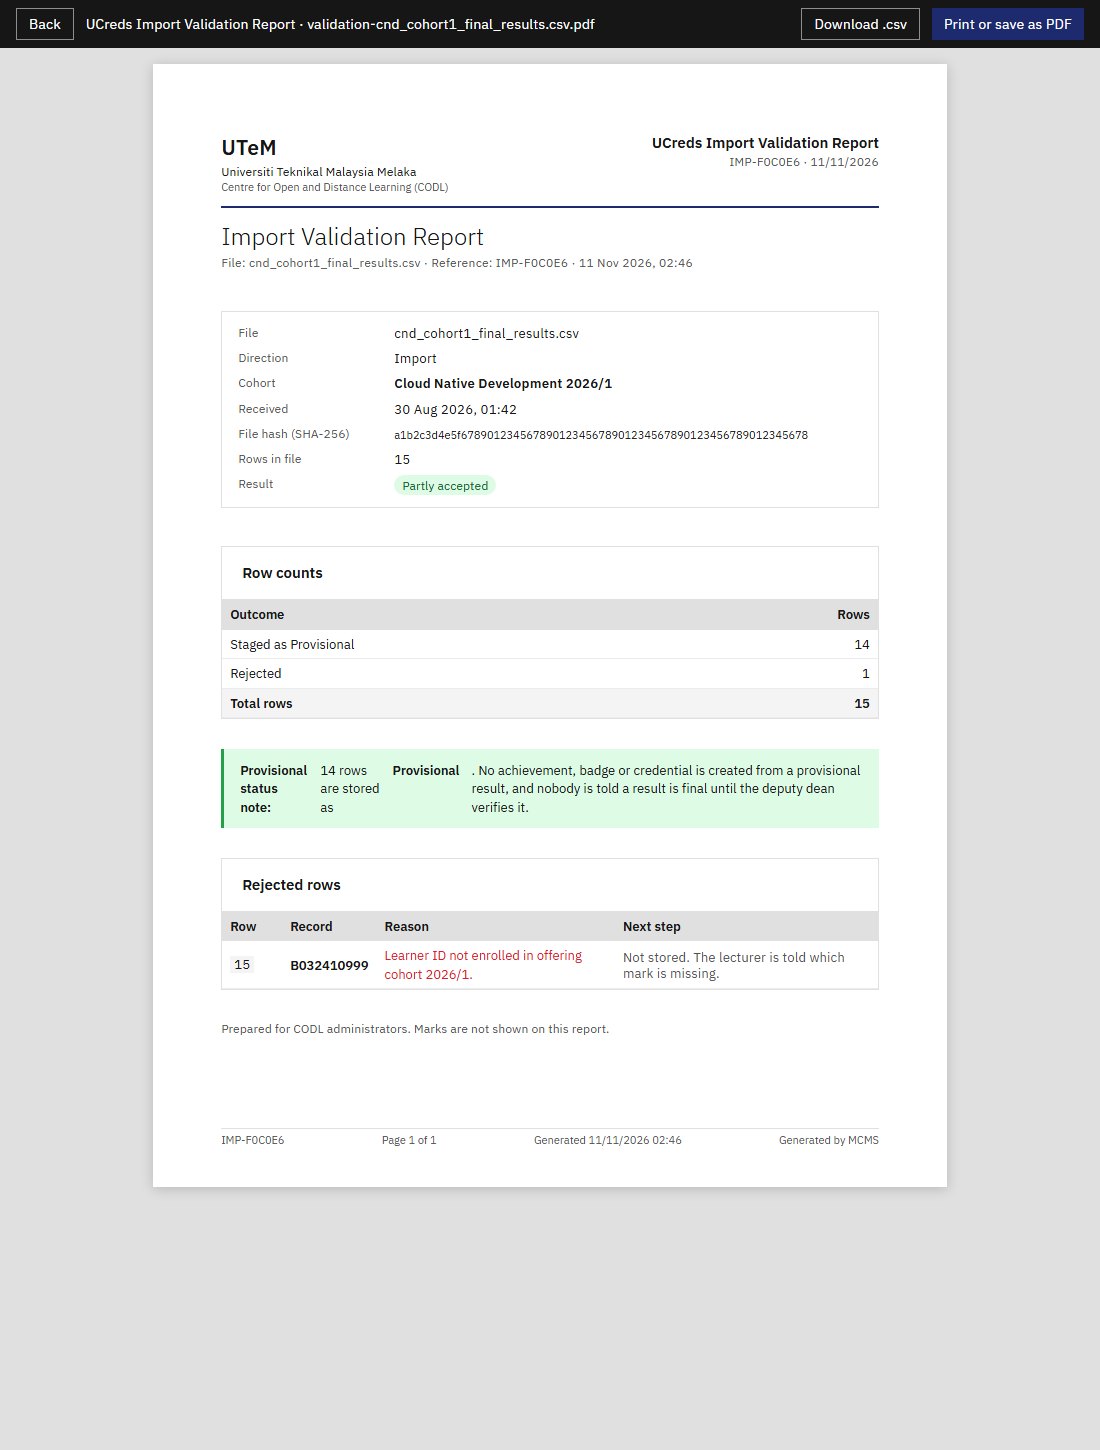 Back
UCreds Import Validation Report · validation-cnd_cohort1_final_results.csv.pdf
Download .csv
Print or save as PDF
UTeM
Universiti Teknikal Malaysia Melaka
Centre for Open and Distance Learning (CODL)
UCreds Import Validation Report
IMP-F0C0E6 · 11/11/2026
Import Validation Report
File: cnd_cohort1_final_results.csv · Reference: IMP-F0C0E6 · 11 Nov 2026, 02:46
File cnd_cohort1_final_results.csv
Direction Import
Cohort Cloud Native Development 2026/1
Received 30 Aug 2026, 01:42
File hash (SHA-256) a1b2c3d4e5f67890123456789012345678901234567890123456789012345678
Rows in file 15
Result Partly accepted
Row counts
Outcome Rows
Staged as Provisional 14
Rejected 1
Total rows 15
Provisional status note:
14 rows are stored as
Provisional
. No achievement, badge or credential is created from a provisional
result, and nobody is told a result is final until the deputy dean
verifies it.
Rejected rows
Row Record Reason Next step
15
B032410999
Learner ID not enrolled in offering
cohort 2026/1.
Not stored. The lecturer is told which
mark is missing.
Prepared for CODL administrators. Marks are not shown on this report.
IMP-F0C0E6 Page 1 of 1 Generated 11/11/2026 02:46 Generated by MCMS